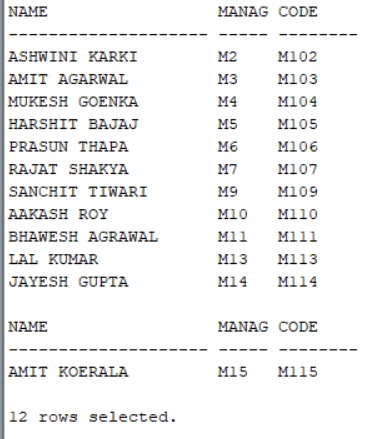 NAME MANAG CODE
-------------------- ----- --------
ASHWINI KARKI M2 M102
AMIT AGARWAL M3 M103
MUKESH GOENKA M4 M104
HARSHIT BAJAJ M5 M105
PRASUN THAPA M6 M106
RAJAT SHAKYA M7 M107
SANCHIT TIWARI M9 M109
AAKASH ROY M10 M110
BHAWESH AGRAWAL M11 M111
LAL KUMAR M13 M113
JAYESH GUPTA M14 M114
NAME MANAG CODE
-------------------- ----- --------
AMIT KOERALA M15 M115
12 rows selected.